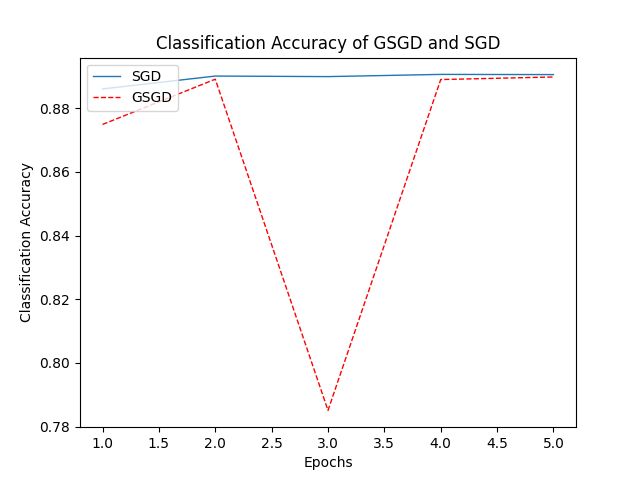 Classification Accuracy of GSGD and SGD
SGD
GSGD
Classification Accuracy
0.88
0.86
0.84
0.82
0.80
0.78
1.0 1.5 2.0 2.5 3.0 3.5 4.0 4.5 5.0
Epochs